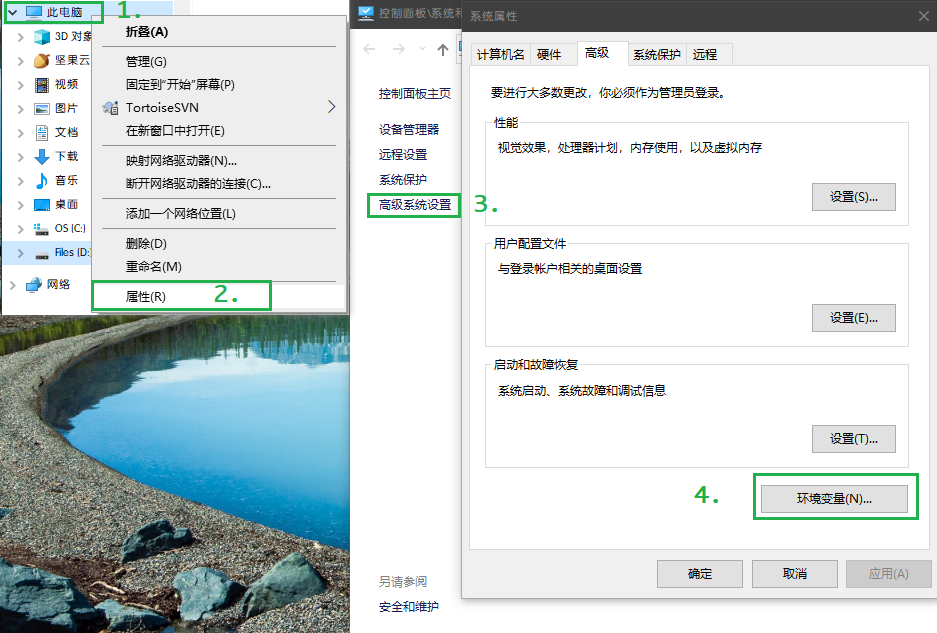 此电脑
1.
3D 对象
坚果云
视频
图片
文档
下载
音乐
桌面
OS (C:)
Files (D:)
网络
折叠(A)
管理(G)
固定到"开始"屏幕(P)
TortoiseSVN
在新窗口中打开(E)
映射网络驱动器(N)...
断开网络驱动器的连接(C)...
添加一个网络位置(L)
删除(D)
重命名(M)
属性(R)
2.
控制面板\系统和
控制面板主页
设备管理器
远程设置
系统保护
高级系统设置
3.
另请参阅
安全和维护
系统属性
计算机名 硬件 高级 系统保护 远程
要进行大多数更改，你必须作为管理员登录。
性能
视觉效果，处理器计划，内存使用，以及虚拟内存
设置(S)...
用户配置文件
与登录帐户相关的桌面设置
设置(E)...
启动和故障恢复
系统启动、系统故障和调试信息
设置(T)...
4.
环境变量(N)...
确定 取消 应用(A)